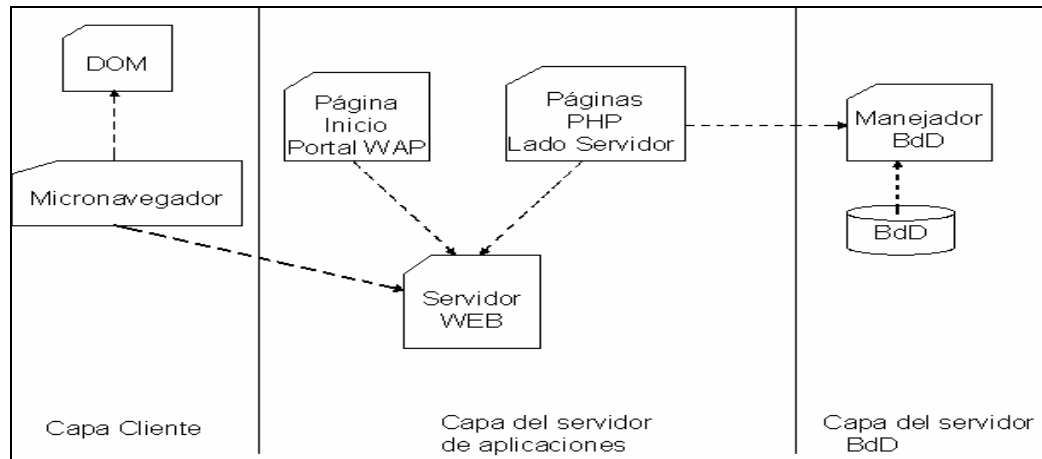 DOM
Micronavegador
Capa Cliente
Página
Inicio
Portal WAP
Páginas
PHP
Lado Servidor
Servidor
WEB
Capa del servidor
de aplicaciones
Manejador
BdD
BdD
Capa del servidor
BdD